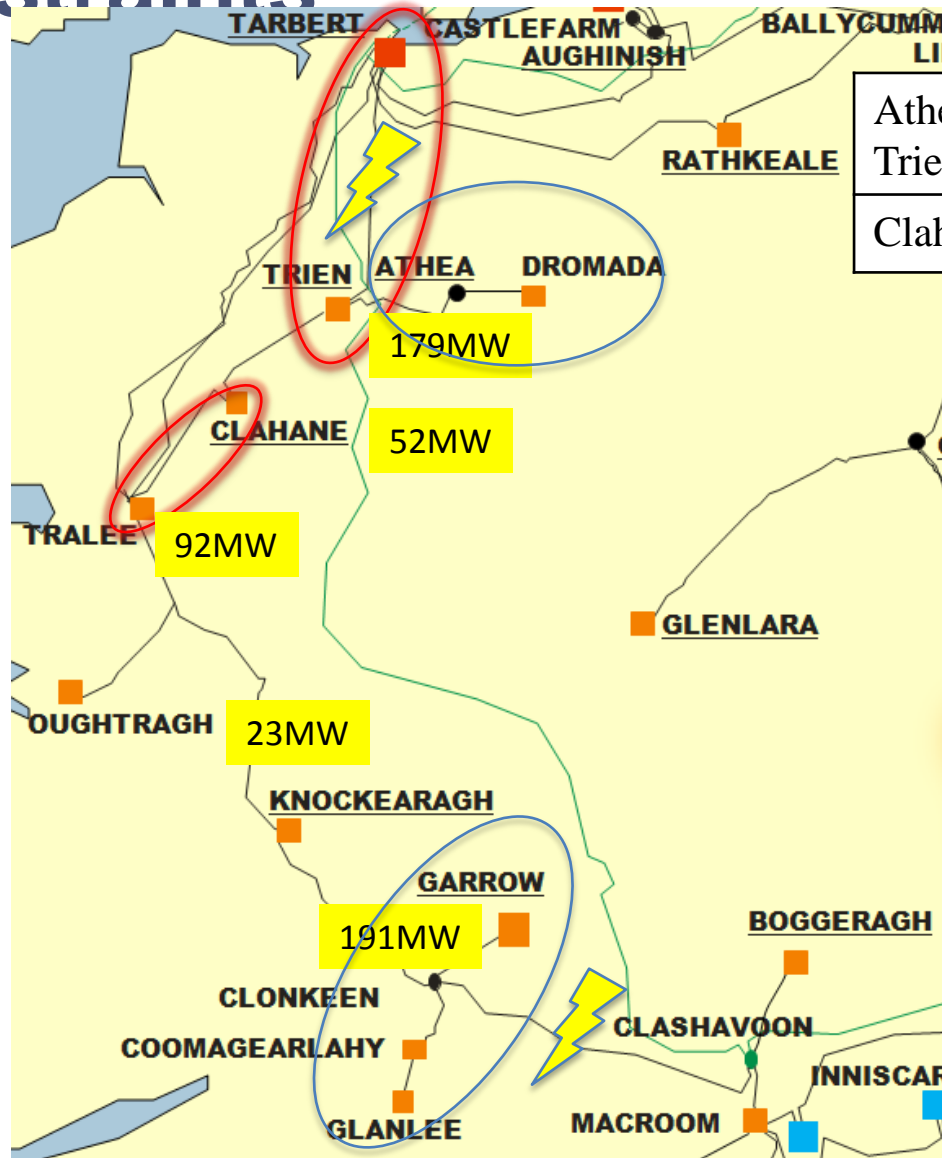 TARBERT
CASTLEFARM
BALLYCUMM
AUGHINISH
LI
Athe
RATHKEALE
Trie
Clah
TRIEN
ATHEA
DROMADA
179MW
CLAHANE
52MW
TRALEE
92MW
GLENLARA
OUGHTRAGH
23MW
KNOCKEARAGH
GARROW
191MW
BOGGERAGH
CLONKEEN
CLASHAVOON
COOMAGEARLAHY
INNISCAR
GLANLEE
MACROOM